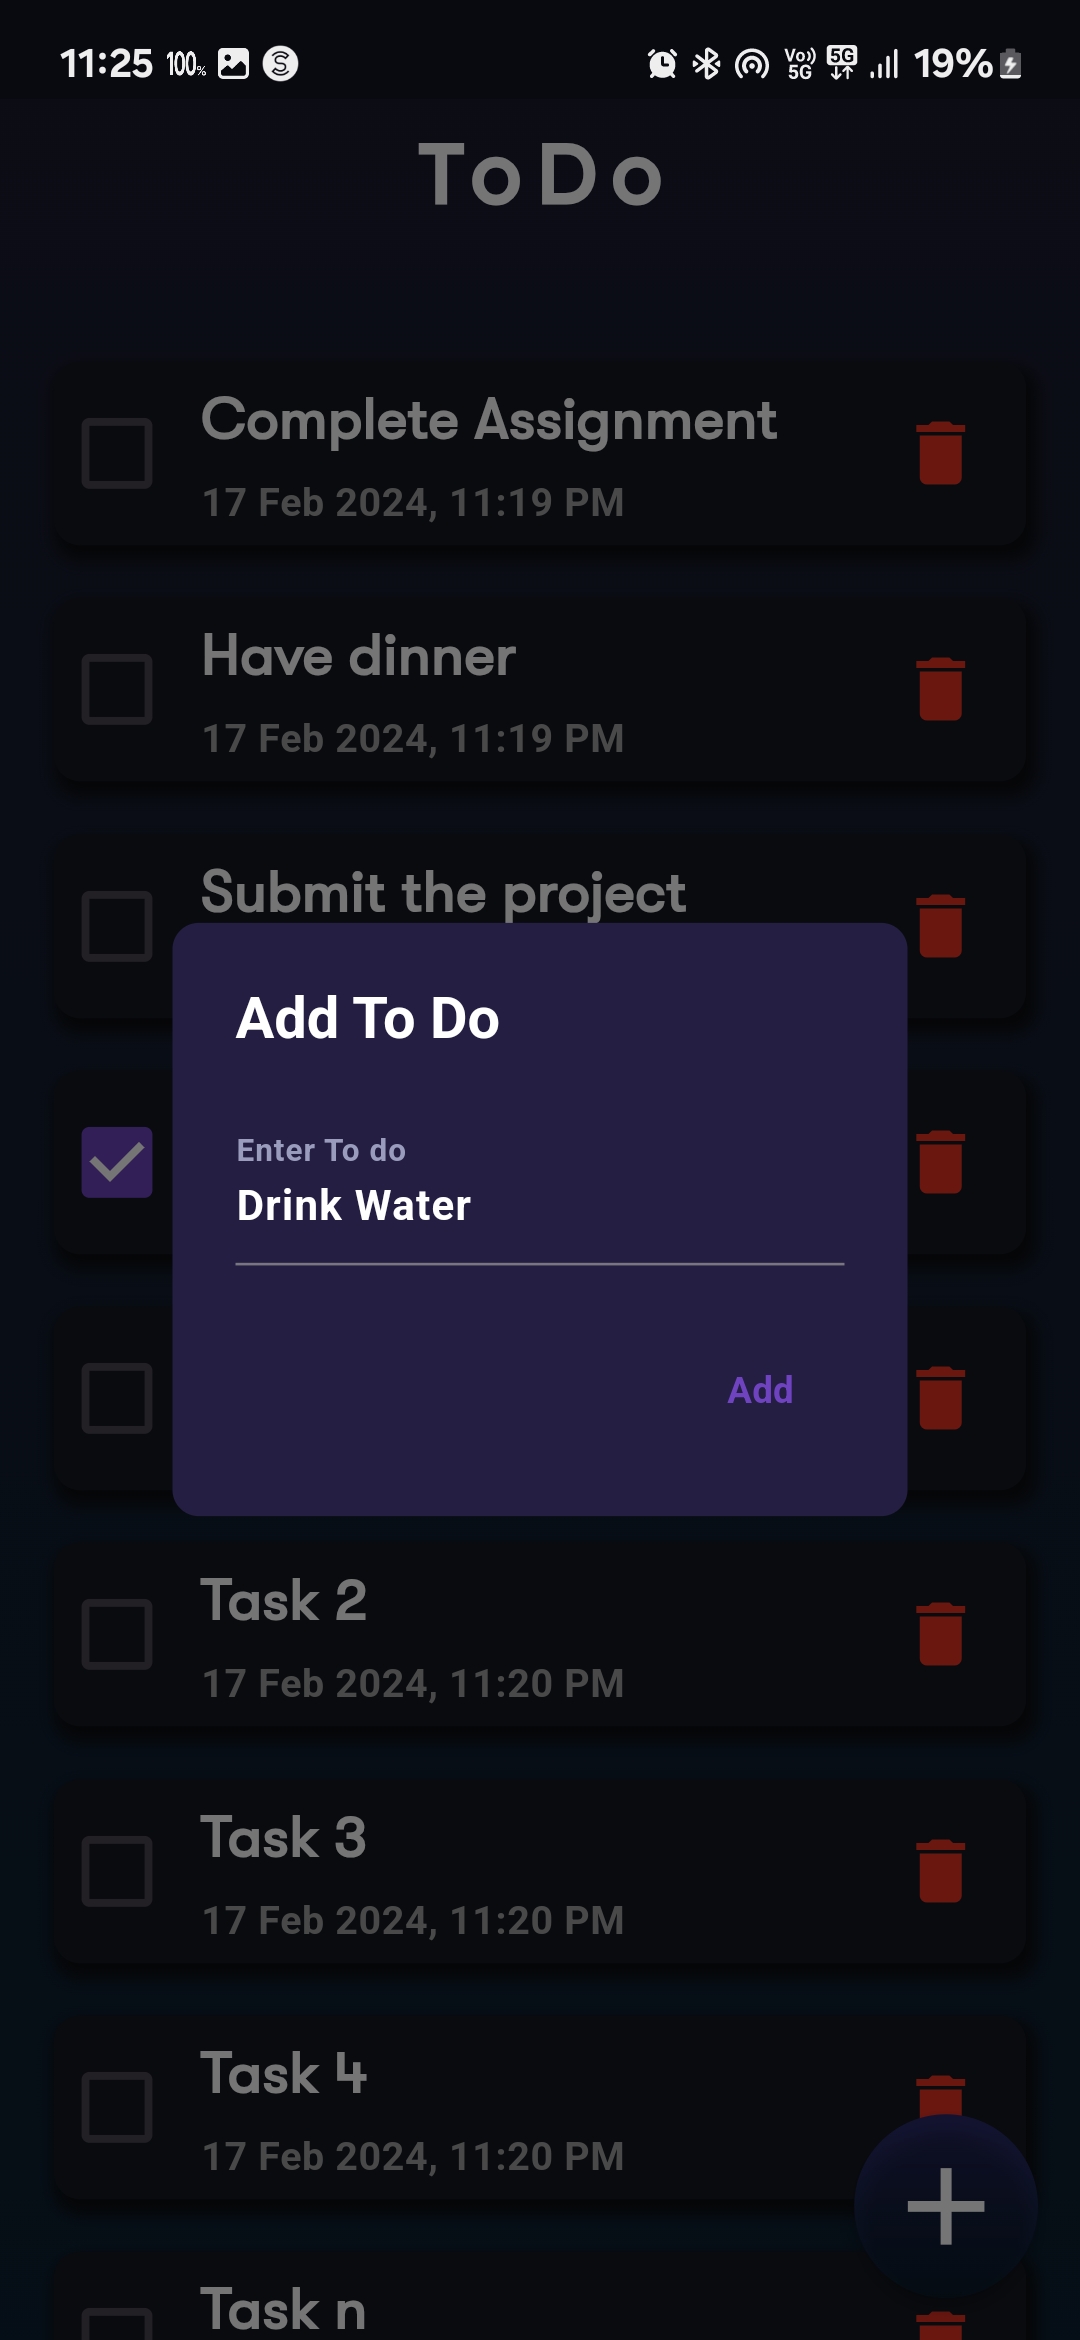 11:25 100% S Vo)) 5G 5G 19%
ToDo
Complete Assignment
17 Feb 2024, 11:19 PM
Have dinner
17 Feb 2024, 11:19 PM
Submit the project
Add To Do
Enter To do
Drink Water
Add
Task 2
17 Feb 2024, 11:20 PM
Task 3
17 Feb 2024, 11:20 PM
Task 4
17 Feb 2024, 11:20 PM
Task n